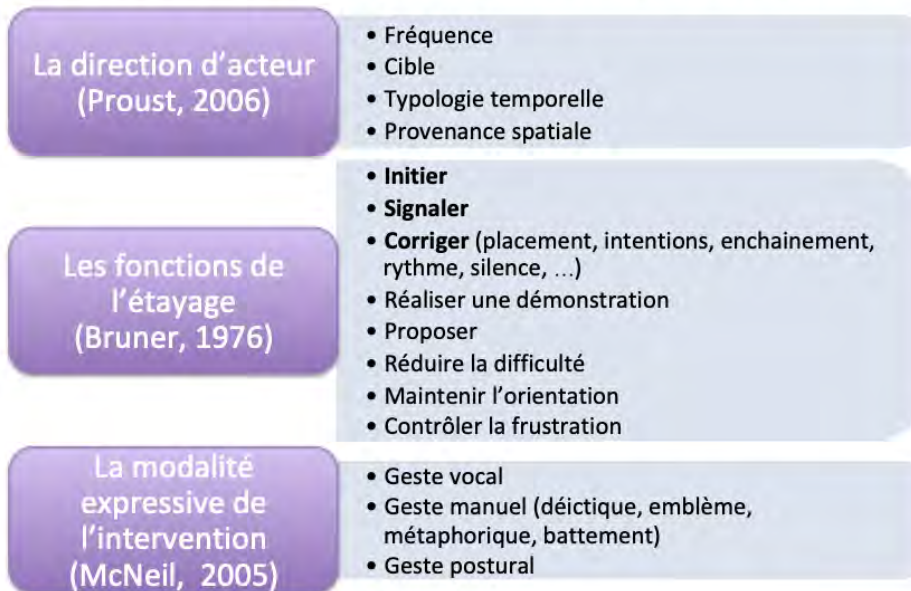 La direction d'acteur
(Proust, 2006)
• Fréquence
• Cible
• Typologie temporelle
• Provenance spatiale
Les fonctions de
l'étayage
(Bruner, 1976)
• Initier
• Signaler
• Corriger (placement, intentions, enchainement,
rythme, silence, …)
• Réaliser une démonstration
• Proposer
• Réduire la difficulté
• Maintenir l'orientation
• Contrôler la frustration
La modalité
expressive de
l'intervention
(McNeil, 2005)
• Geste vocal
• Geste manuel (déictique, emblème,
métaphorique, battement)
• Geste postural